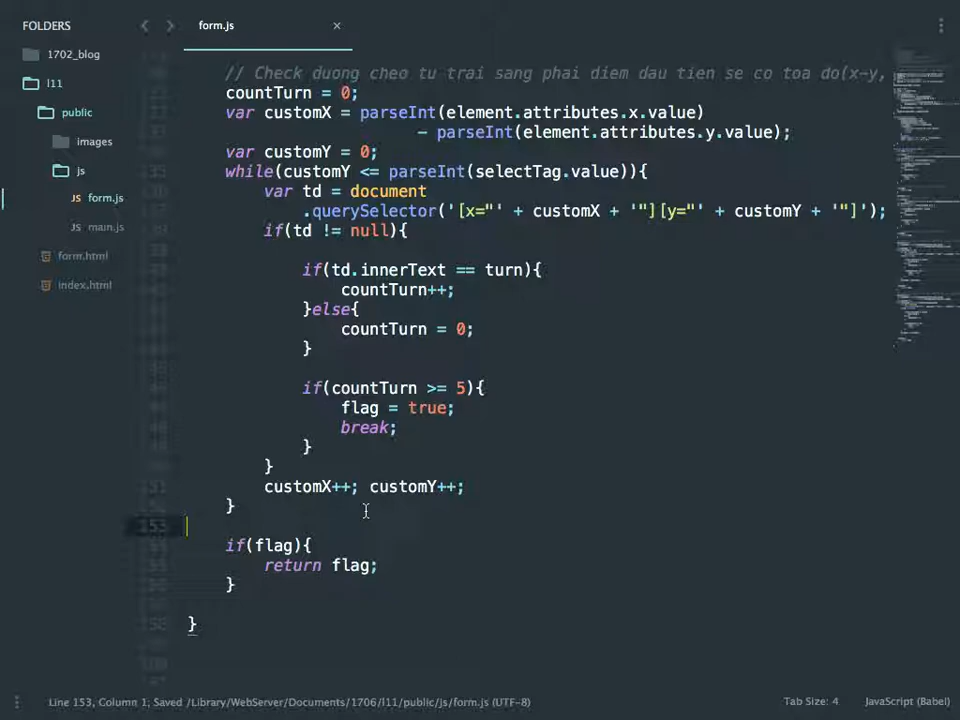 FOLDERS
1702_blog
l11
public
images
js
form.js
main.js
form.html
index.html
form.js
// Check duong cheo tu trai sang phai diem dau tien se co toa do(x-y,
countTurn = 0;
var customX = parseInt(element.attributes.x.value)
- parseInt(element.attributes.y.value);
var customY = 0;
while(customY <= parseInt(selectTag.value)){
var td = document
.querySelector('[x="' + customX + '"][y="' + customY + '"]');
if(td != null){
if(td.innerText == turn){
countTurn++;
}else{
countTurn = 0;
}
if(countTurn >= 5){
flag = true;
break;
}
}
customX++; customY++;
}
153
if(flag){
return flag;
}
}
Line 153, Column 1; Saved /Library/WebServer/Documents/1706/l11/public/js/form.js (UTF-8)
Tab Size: 4
JavaScript (Babel)